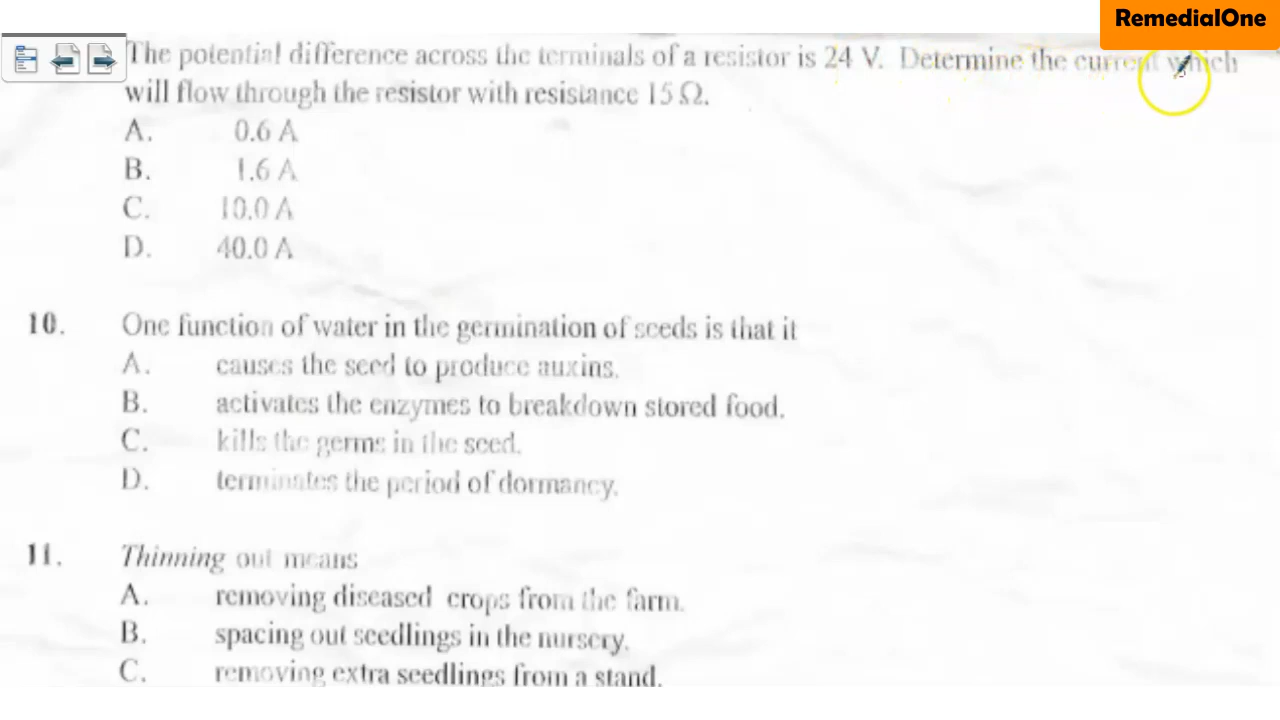 RemedialOne
The potential difference across the terminals of a resistor is 24 V. Determine the current which
will flow through the resistor with resistance 15 Ω.
A. 0.6 A
B. 1.6 A
C. 10.0 A
D. 40.0 A
10. One function of water in the germination of seeds is that it
A. causes the seed to produce auxins.
B. activates the enzymes to breakdown stored food.
C. kills the germs in the seed.
D. terminates the period of dormancy.
11. Thinning out means
A. removing diseased crops from the farm.
B. spacing out seedlings in the nursery.
C. removing extra seedlings from a stand.